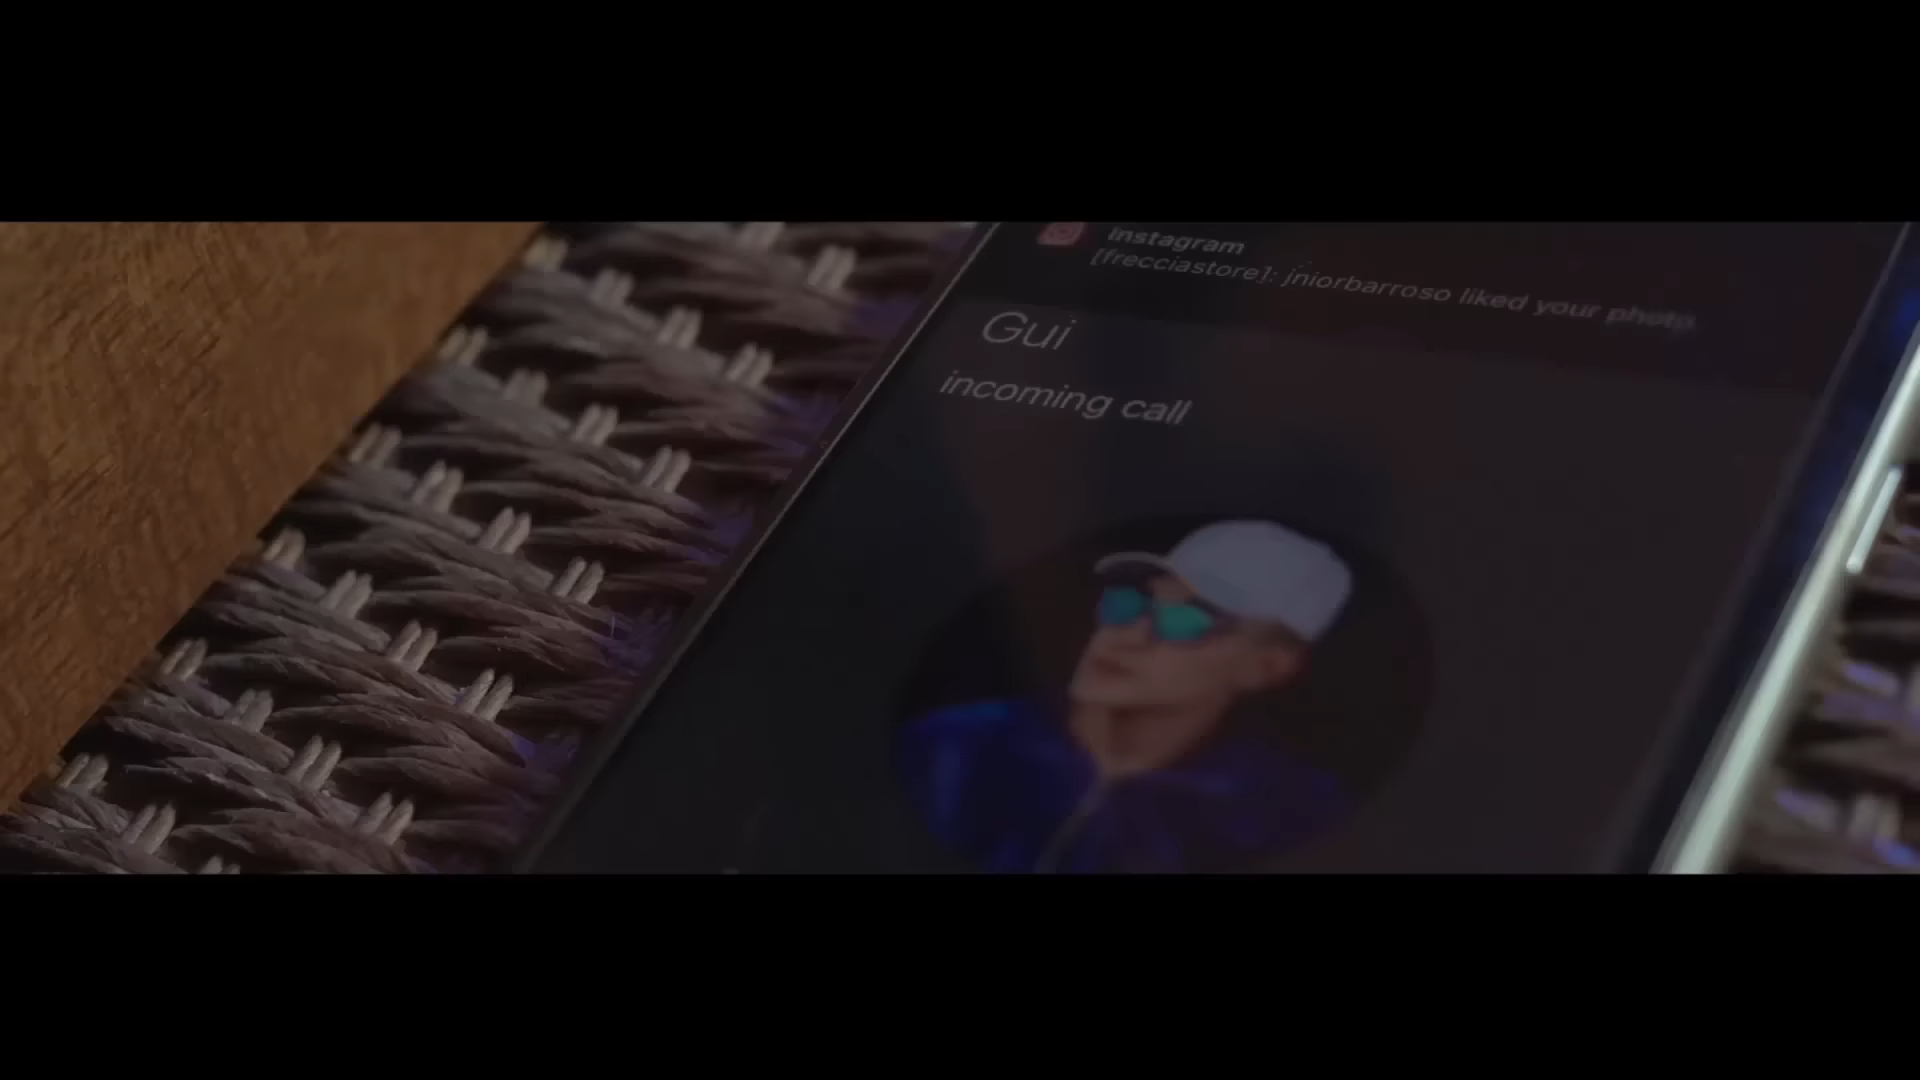 Instagram
[frecciastore]: jniorbarroso liked your photo.
Gui
incoming call